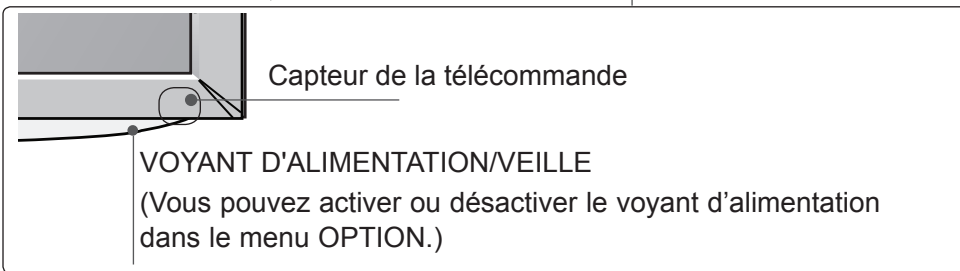 Capteur de la télécommande
VOYANT D'ALIMENTATION/VEILLE
(Vous pouvez activer ou désactiver le voyant d’alimentation
dans le menu OPTION.)